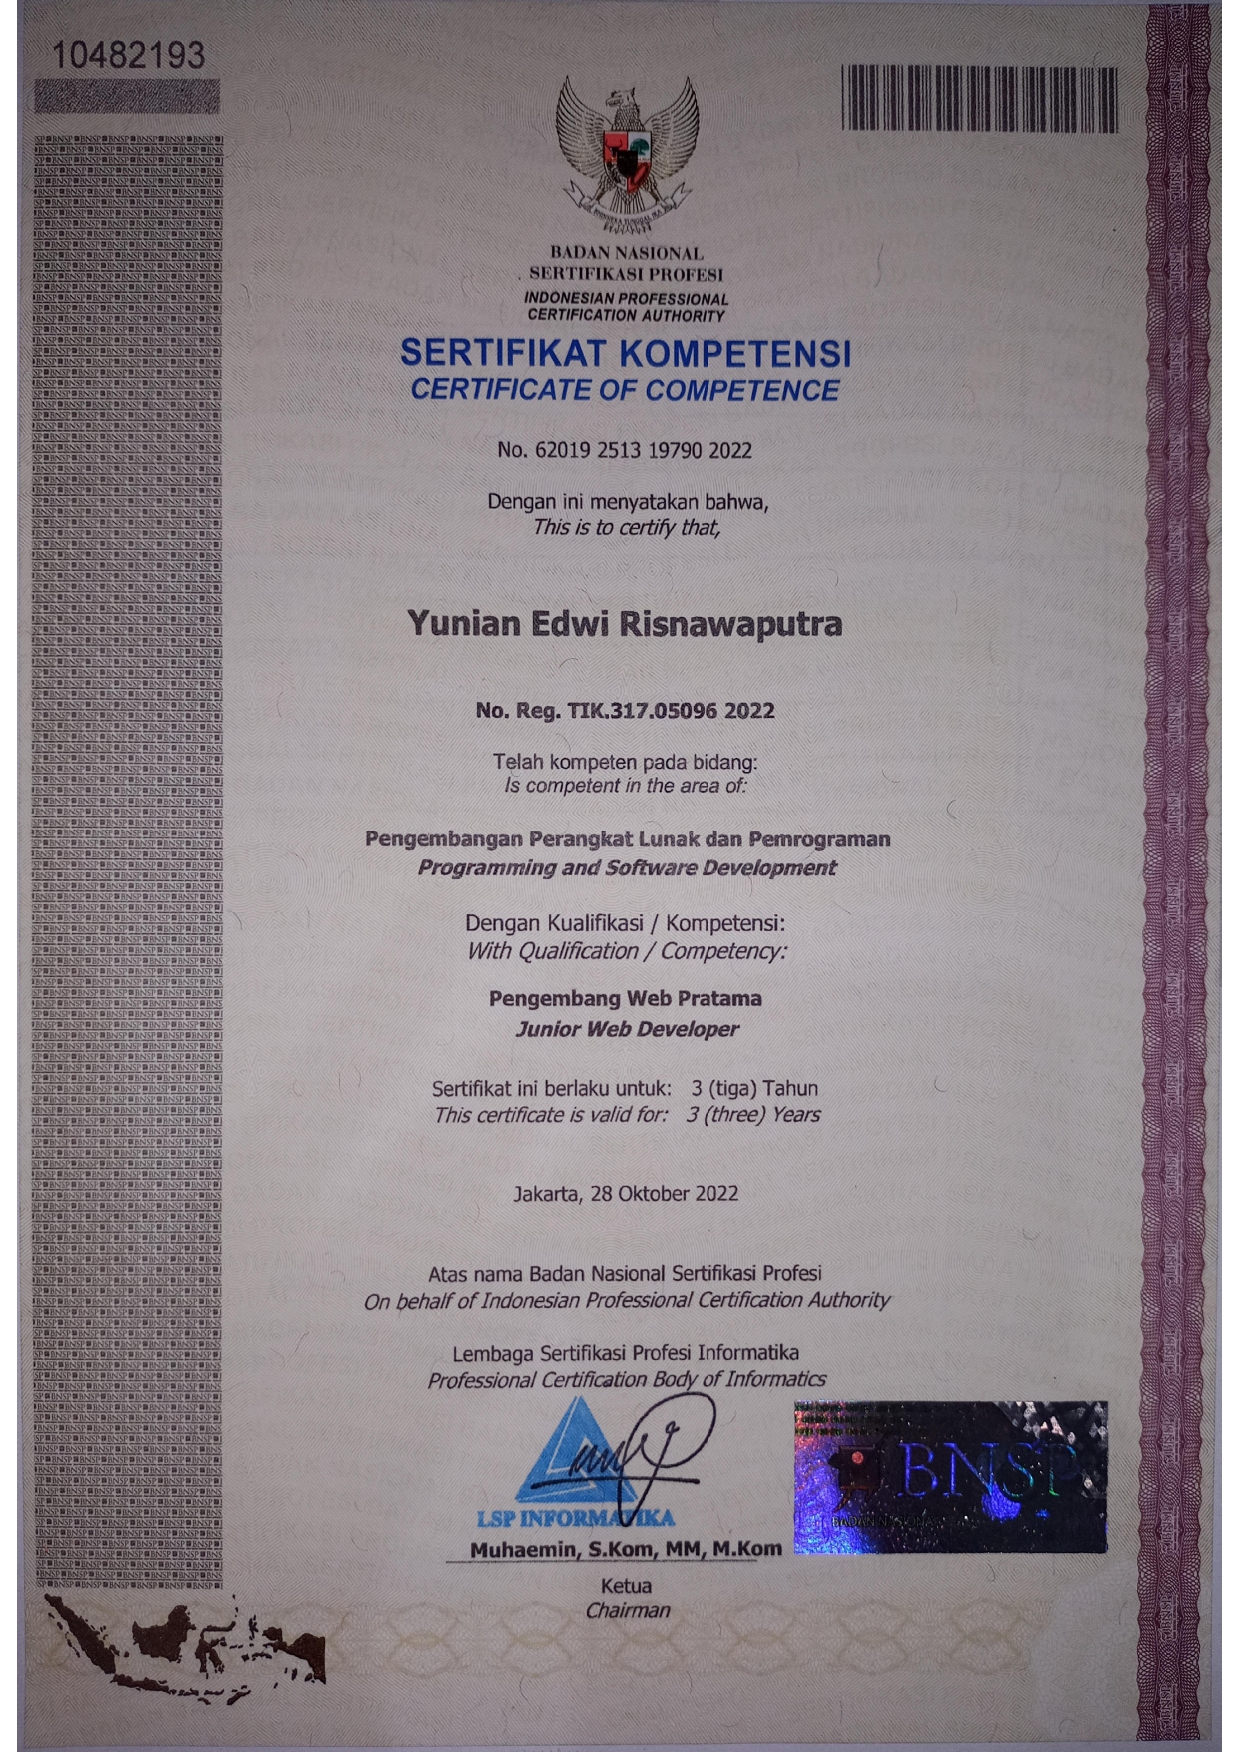 10482193
BADAN NASIONAL
SERTIFIKASI PROFESI
INDONESIAN PROFESSIONAL
CERTIFICATION AUTHORITY
SERTIFIKAT KOMPETENSI
CERTIFICATE OF COMPETENCE
No. 62019 2513 19790 2022
Dengan ini menyatakan bahwa,
This is to certify that,
Yunian Edwi Risnawaputra
No. Reg. TIK.317.05096 2022
Telah kompeten pada bidang:
Is competent in the area of:
Pengembangan Perangkat Lunak dan Pemrograman
Programming and Software Development
Dengan Kualifikasi / Kompetensi:
With Qualification / Competency:
Pengembang Web Pratama
Junior Web Developer
Sertifikat ini berlaku untuk: 3 (tiga) Tahun
This certificate is valid for: 3 (three) Years
Jakarta, 28 Oktober 2022
Atas nama Badan Nasional Sertifikasi Profesi
On behalf of Indonesian Professional Certification Authority
Lembaga Sertifikasi Profesi Informatika
Professional Certification Body of Informatics
LSP INFORMATIKA
BNSP
Muhaemin, S.Kom, MM, M.Kom
Ketua
Chairman